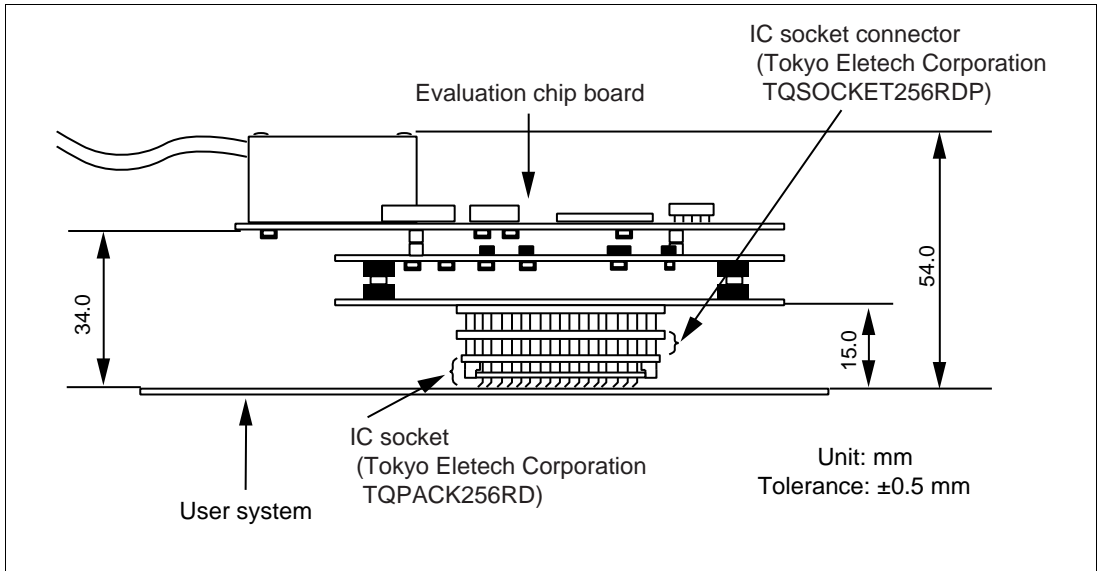 IC socket connector
(Tokyo Eletech Corporation
TQSOCKET256RDP)
Evaluation chip board
34.0
54.0
15.0
IC socket
(Tokyo Eletech Corporation
TQPACK256RD)
User system
Unit: mm
Tolerance: ±0.5 mm